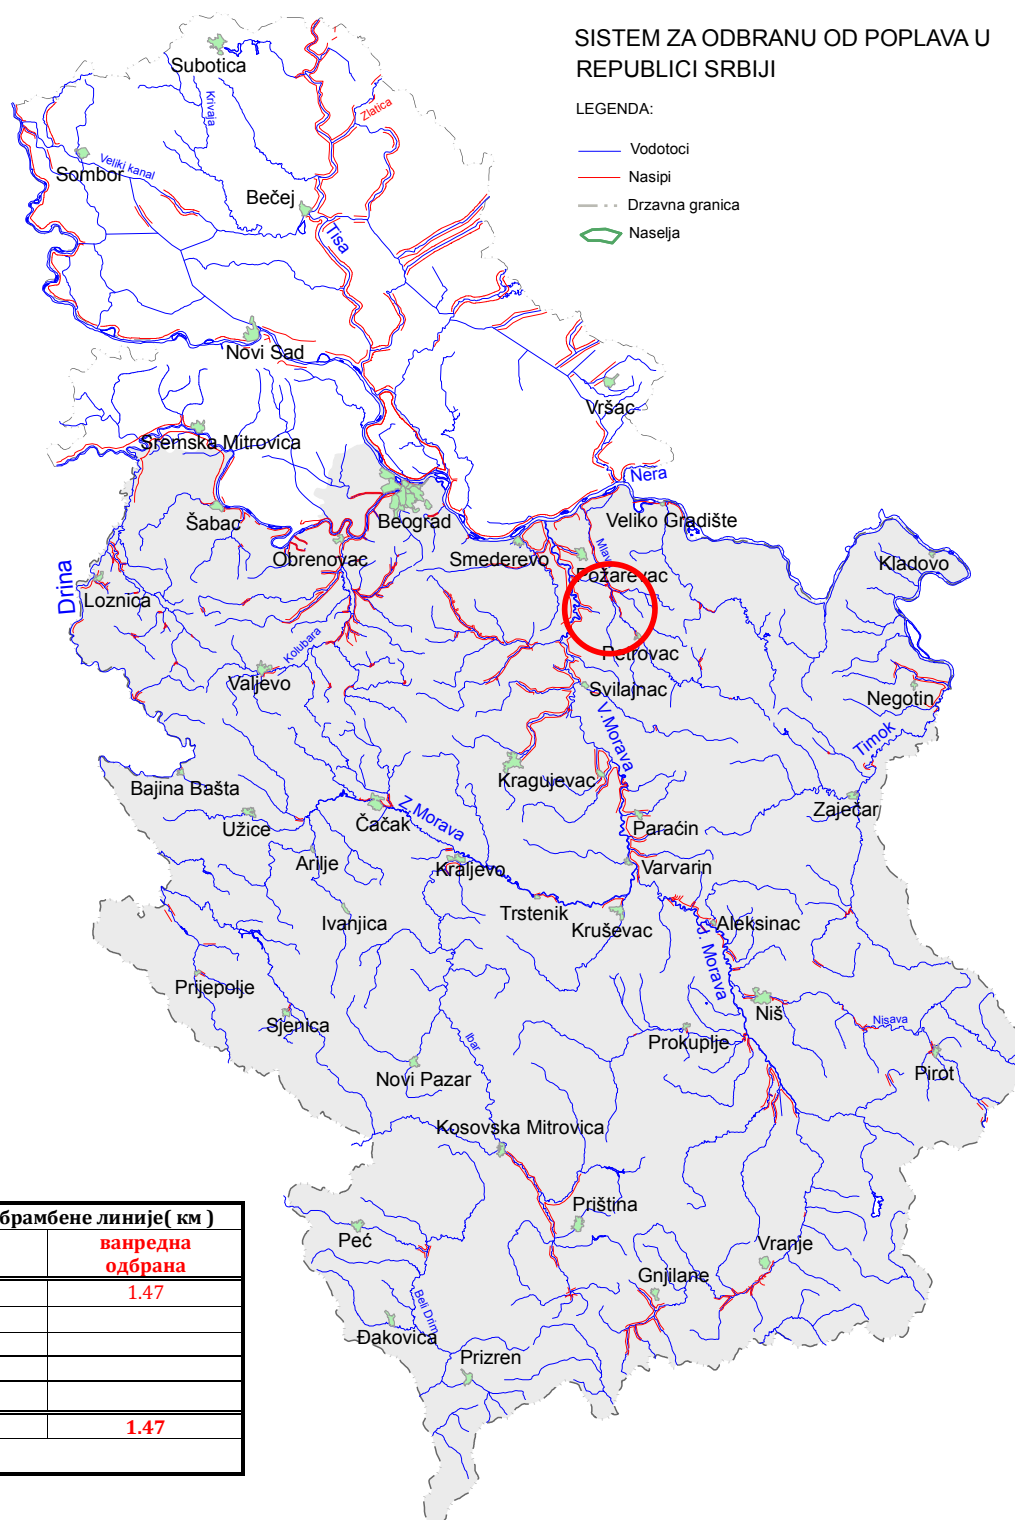 SISTEM ZA ODBRANU OD POPLAVA U
REPUBLICI SRBIJI
LEGENDA:
Vodotoci
Nasipi
Drzavna granica
Naselja
Subotica
Krivaja
Zlatica
Sombor
Veliki kanal
Bečej
Tisa
Novi Sad
Vršac
Sremska Mitrovica
Nera
Šabac
Beograd
Veliko Gradište
Obrenovac
Smederevo
Mlav
Požarevac
Kladovo
Drina
Loznica
Kolubara
Petrovac
Valjevo
Svilajnac
Negotin
V.Morava
Timok
Bajina Bašta
Kragujevac
Užice
Čačak
Z.Morava
Paraćin
Zaječar
Arilje
Kraljevo
Varvarin
Trstenik
Ivanjica
Kruševac
Aleksinac
J. Morava
Prijepolje
Sjenica
Niš
Nisava
Ibar
Prokuplje
Novi Pazar
Pirot
Kosovska Mitrovica
Priština
Peć
Vranje
Gnjilane
Beli Drim
Đakovica
Prizren
брамбене линије( км )
ванредна
одбрана
1.47
1.47